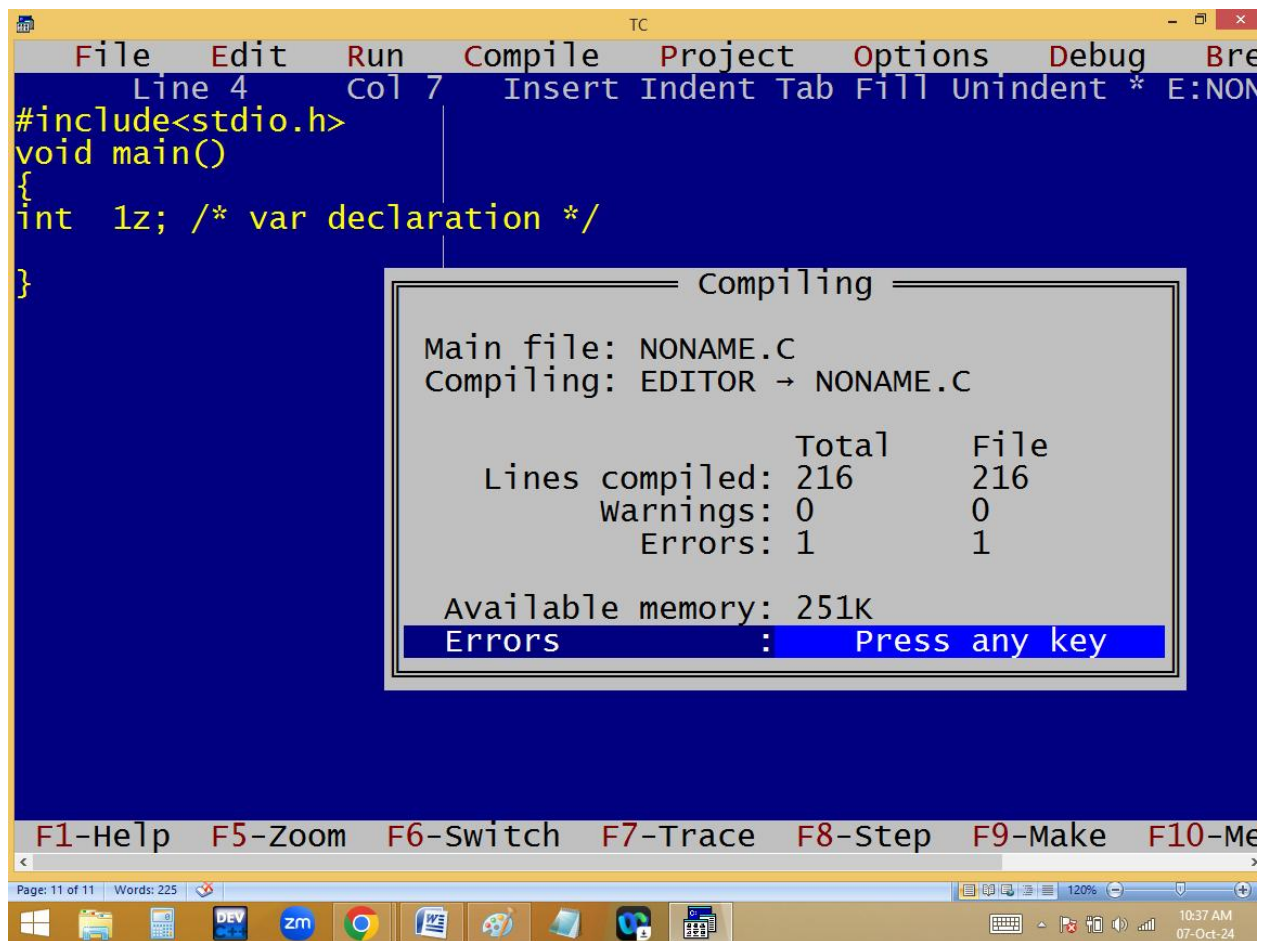 TC
File Edit Run Compile Project Options Debug Bre
Line 4 Col 7 Insert Indent Tab Fill Unindent * E:NON
#include<stdio.h>
void main()
{
int 1z; /* var declaration */
}
Compiling
Main file: NONAME.C
Compiling: EDITOR → NONAME.C
Total File
Lines compiled: 216 216
Warnings: 0 0
Errors: 1 1
Available memory: 251K
Errors : Press any key
F1-Help F5-Zoom F6-Switch F7-Trace F8-Step F9-Make F10-Me
Page: 11 of 11 Words: 225 120%
DEV C++ zm W
10:37 AM
07-Oct-24